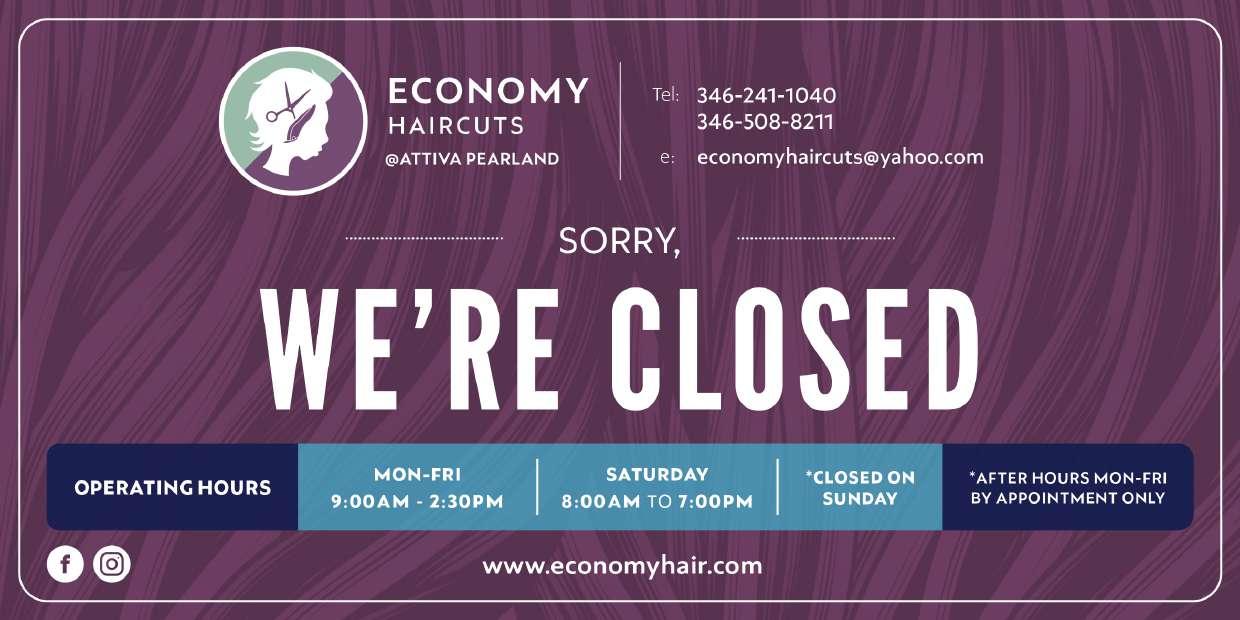 ECONOMY
HAIRCUTS
@ATTIVA PEARLAND
Tel: 346-241-1040
346-508-8211
e: economyhaircuts@yahoo.com
SORRY,
WE'RE CLOSED
OPERATING HOURS
MON-FRI
9:00AM - 2:30PM
SATURDAY
8:00AM TO 7:00PM
*CLOSED ON
SUNDAY
*AFTER HOURS MON-FRI
BY APPOINTMENT ONLY
www.economyhair.com